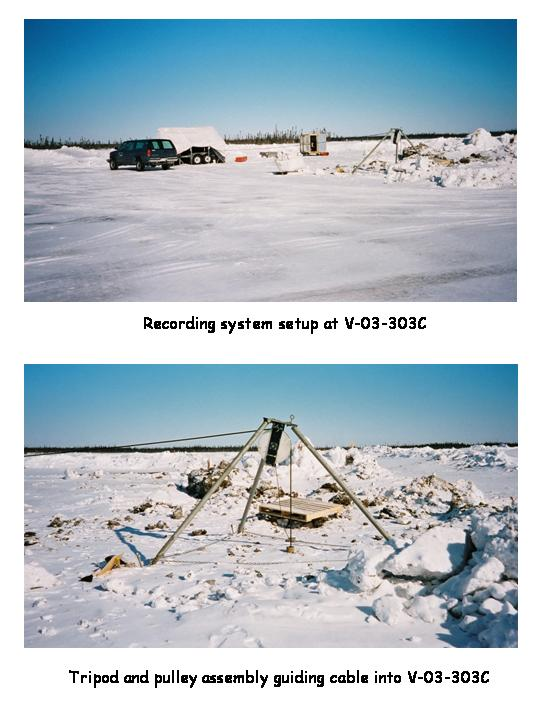 Recording system setup at V-03-303C
Tripod and pulley assembly guiding cable into V-03-303C